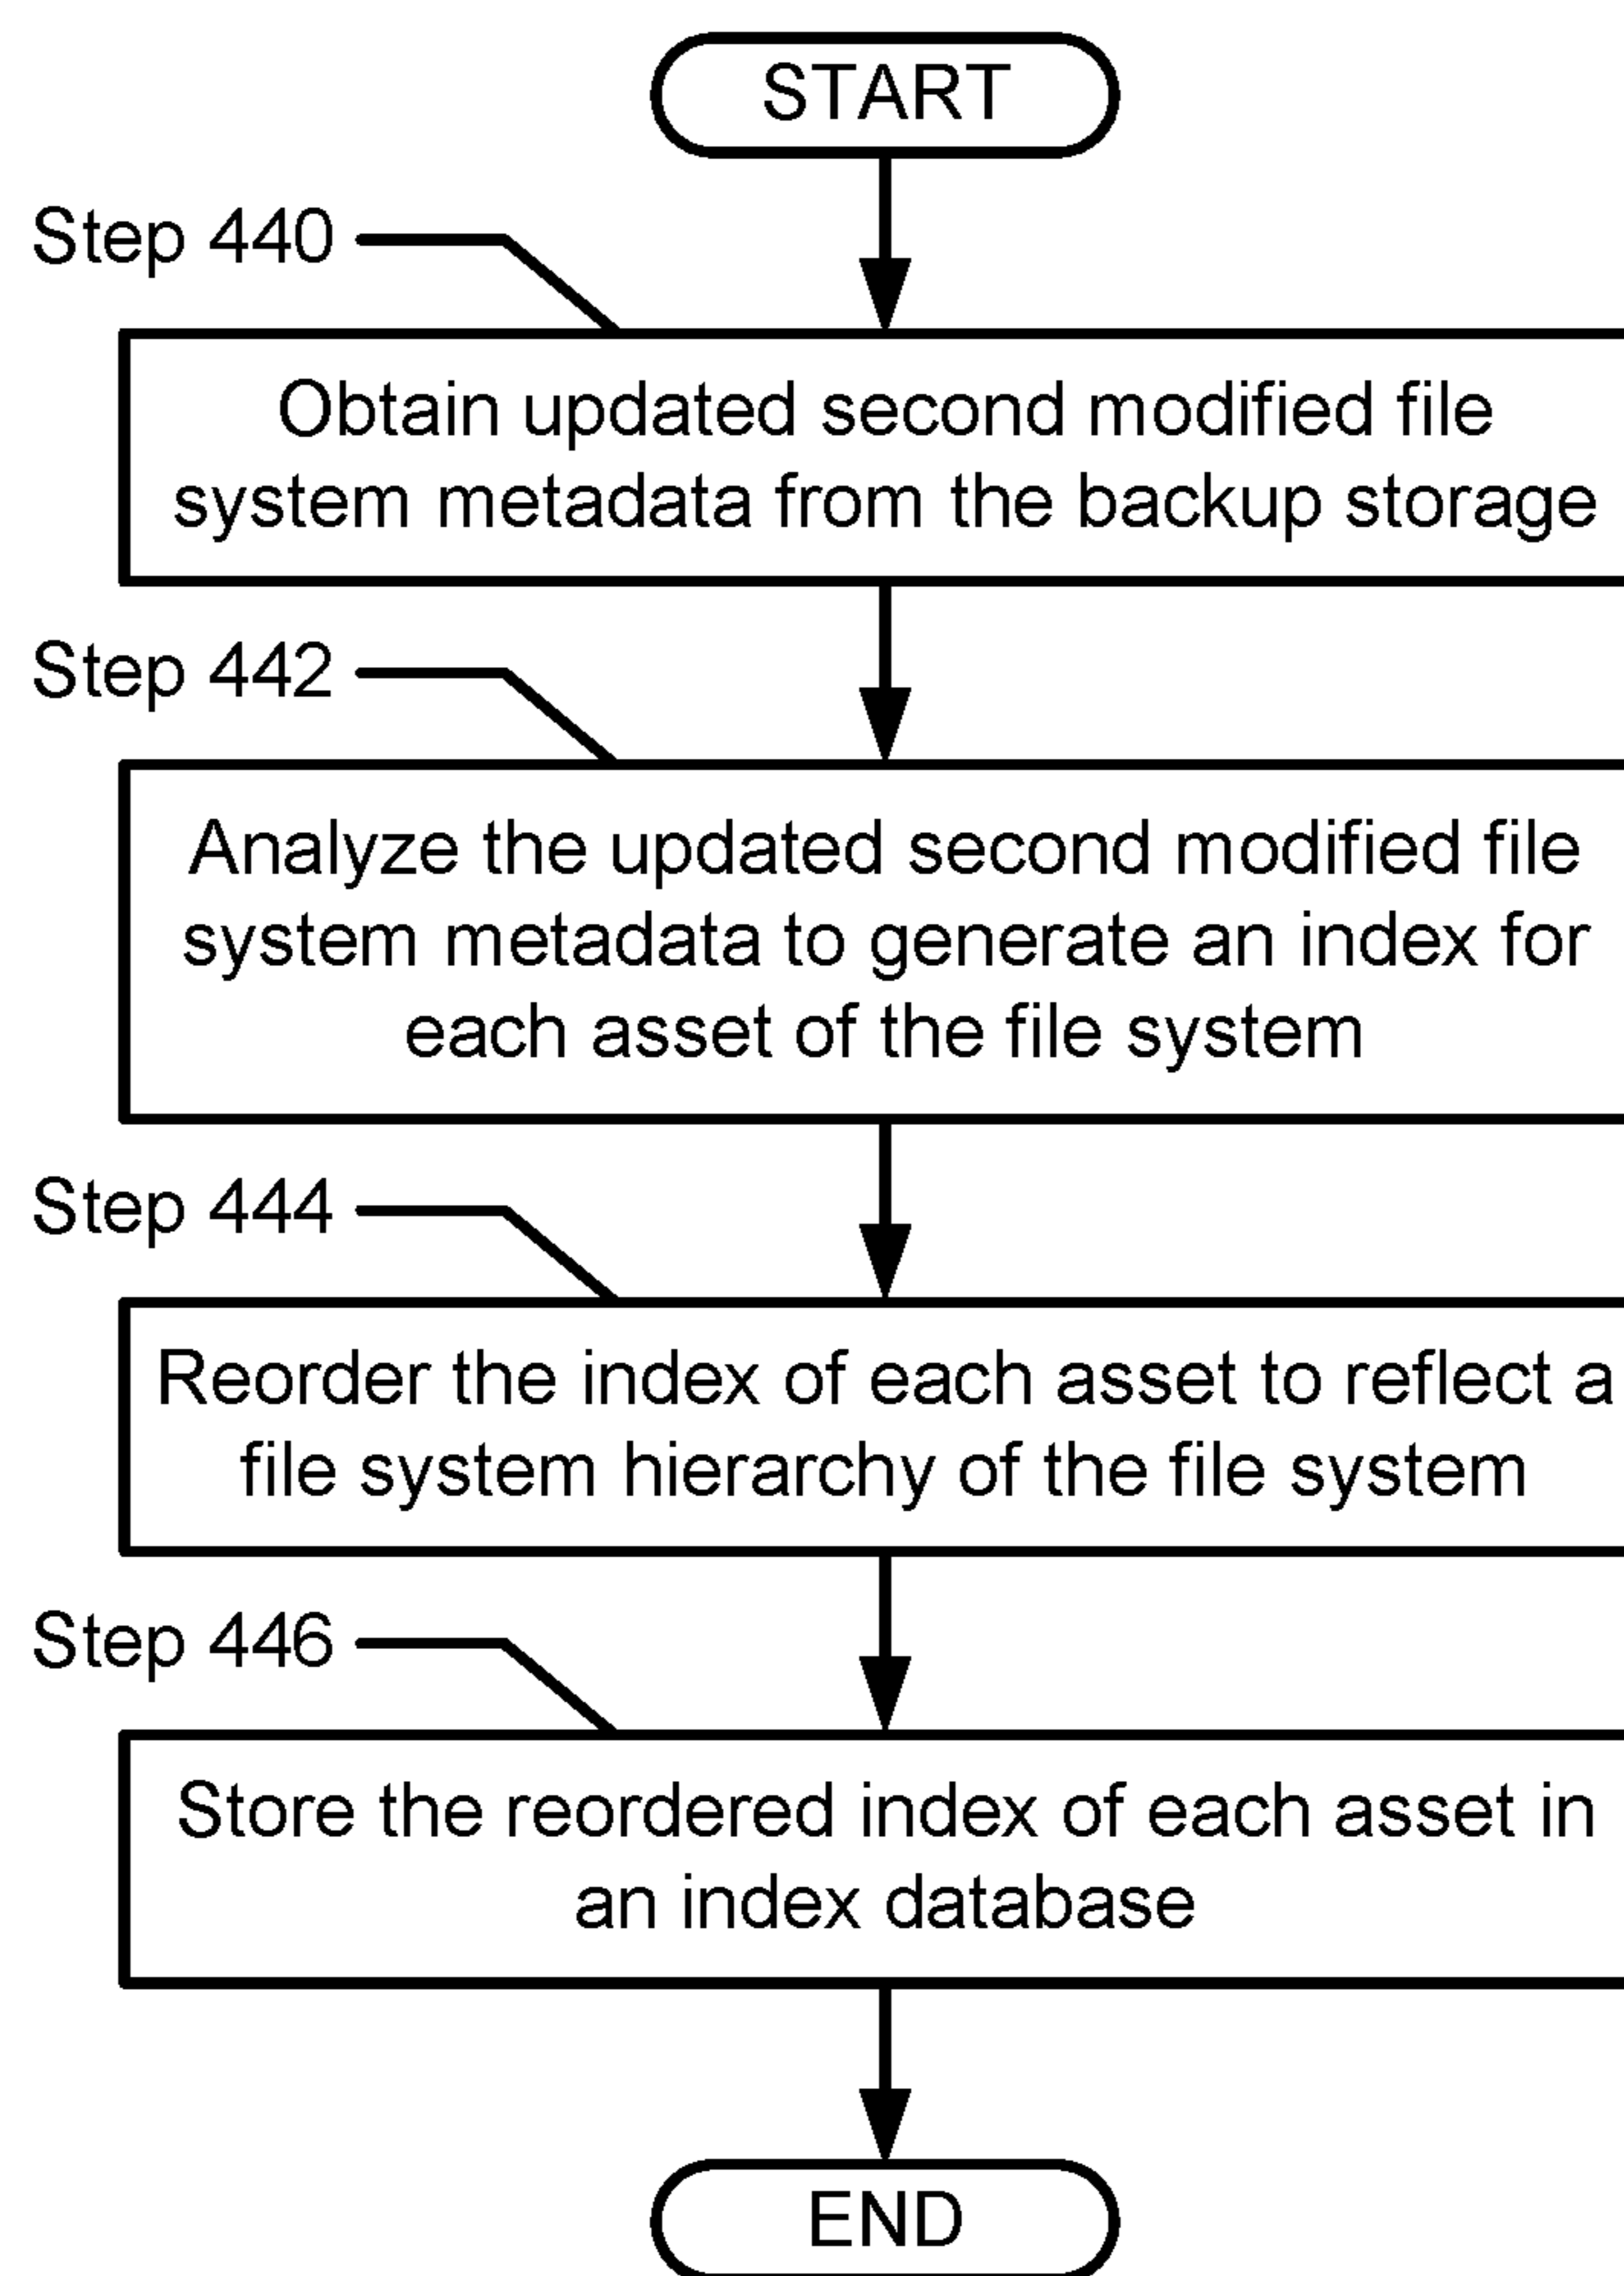 START
Step 440
Obtain updated second modified file
system metadata from the backup storage
Step 442
Analyze the updated second modified file
system metadata to generate an index for
each asset of the file system
Step 444
Reorder the index of each asset to reflect a
file system hierarchy of the file system
Step 446
Store the reordered index of each asset in
an index database
END